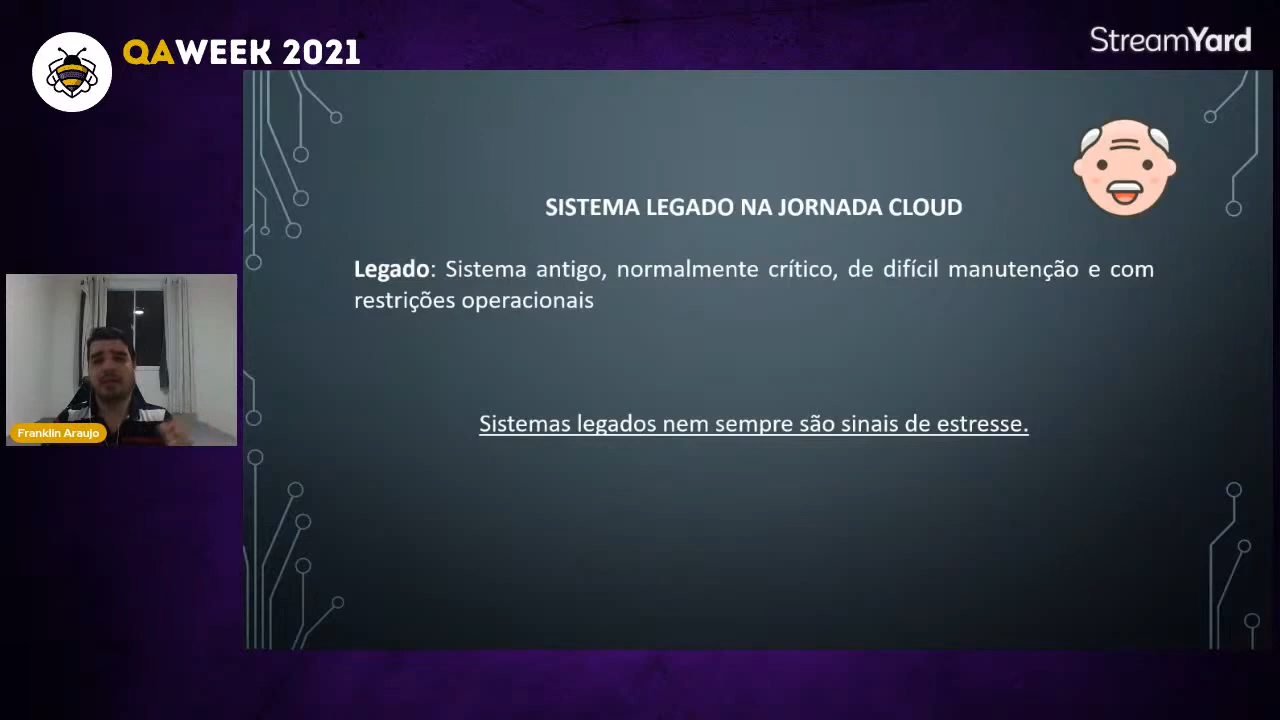 QAWEEK 2021
StreamYard
SISTEMA LEGADO NA JORNADA CLOUD
Legado: Sistema antigo, normalmente crítico, de difícil manutenção e com
restrições operacionais
Sistemas legados nem sempre são sinais de estresse.
Franklin Araujo